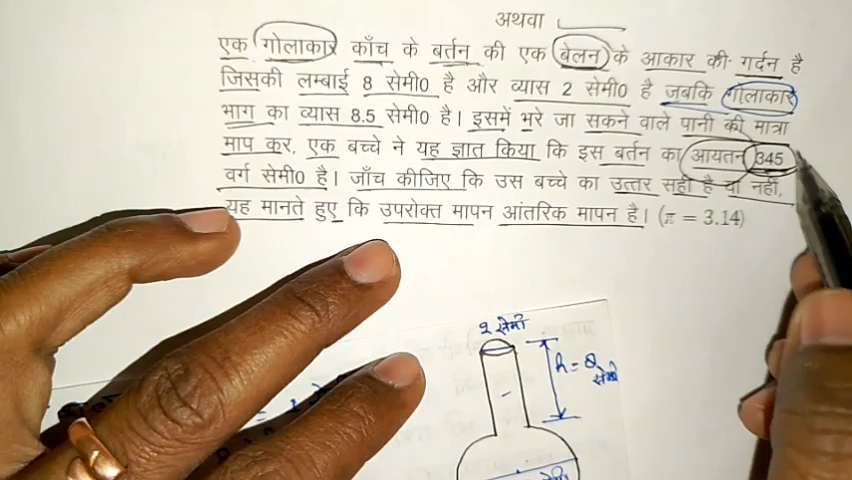 अथवा
एक गोलाकार काँच के बर्तन की एक बेलन के आकार की गर्दन है
जिसकी लम्बाई 8 सेमी0 है और व्यास 2 सेमी0 है जबकि गोलाकार
भाग का व्यास 8.5 सेमी0 है। इसमें भरे जा सकने वाले पानी की मात्रा
माप कर, एक बच्चे ने यह ज्ञात किया कि इस बर्तन का आयतन 345
वर्ग सेमी0 है। जाँच कीजिए कि उस बच्चे का उत्तर सही है या नहीं,
यह मानते हुए कि उपरोक्त मापन आंतरिक मापन है। (π = 3.14)
२ सेमी
h = 8
सेमी